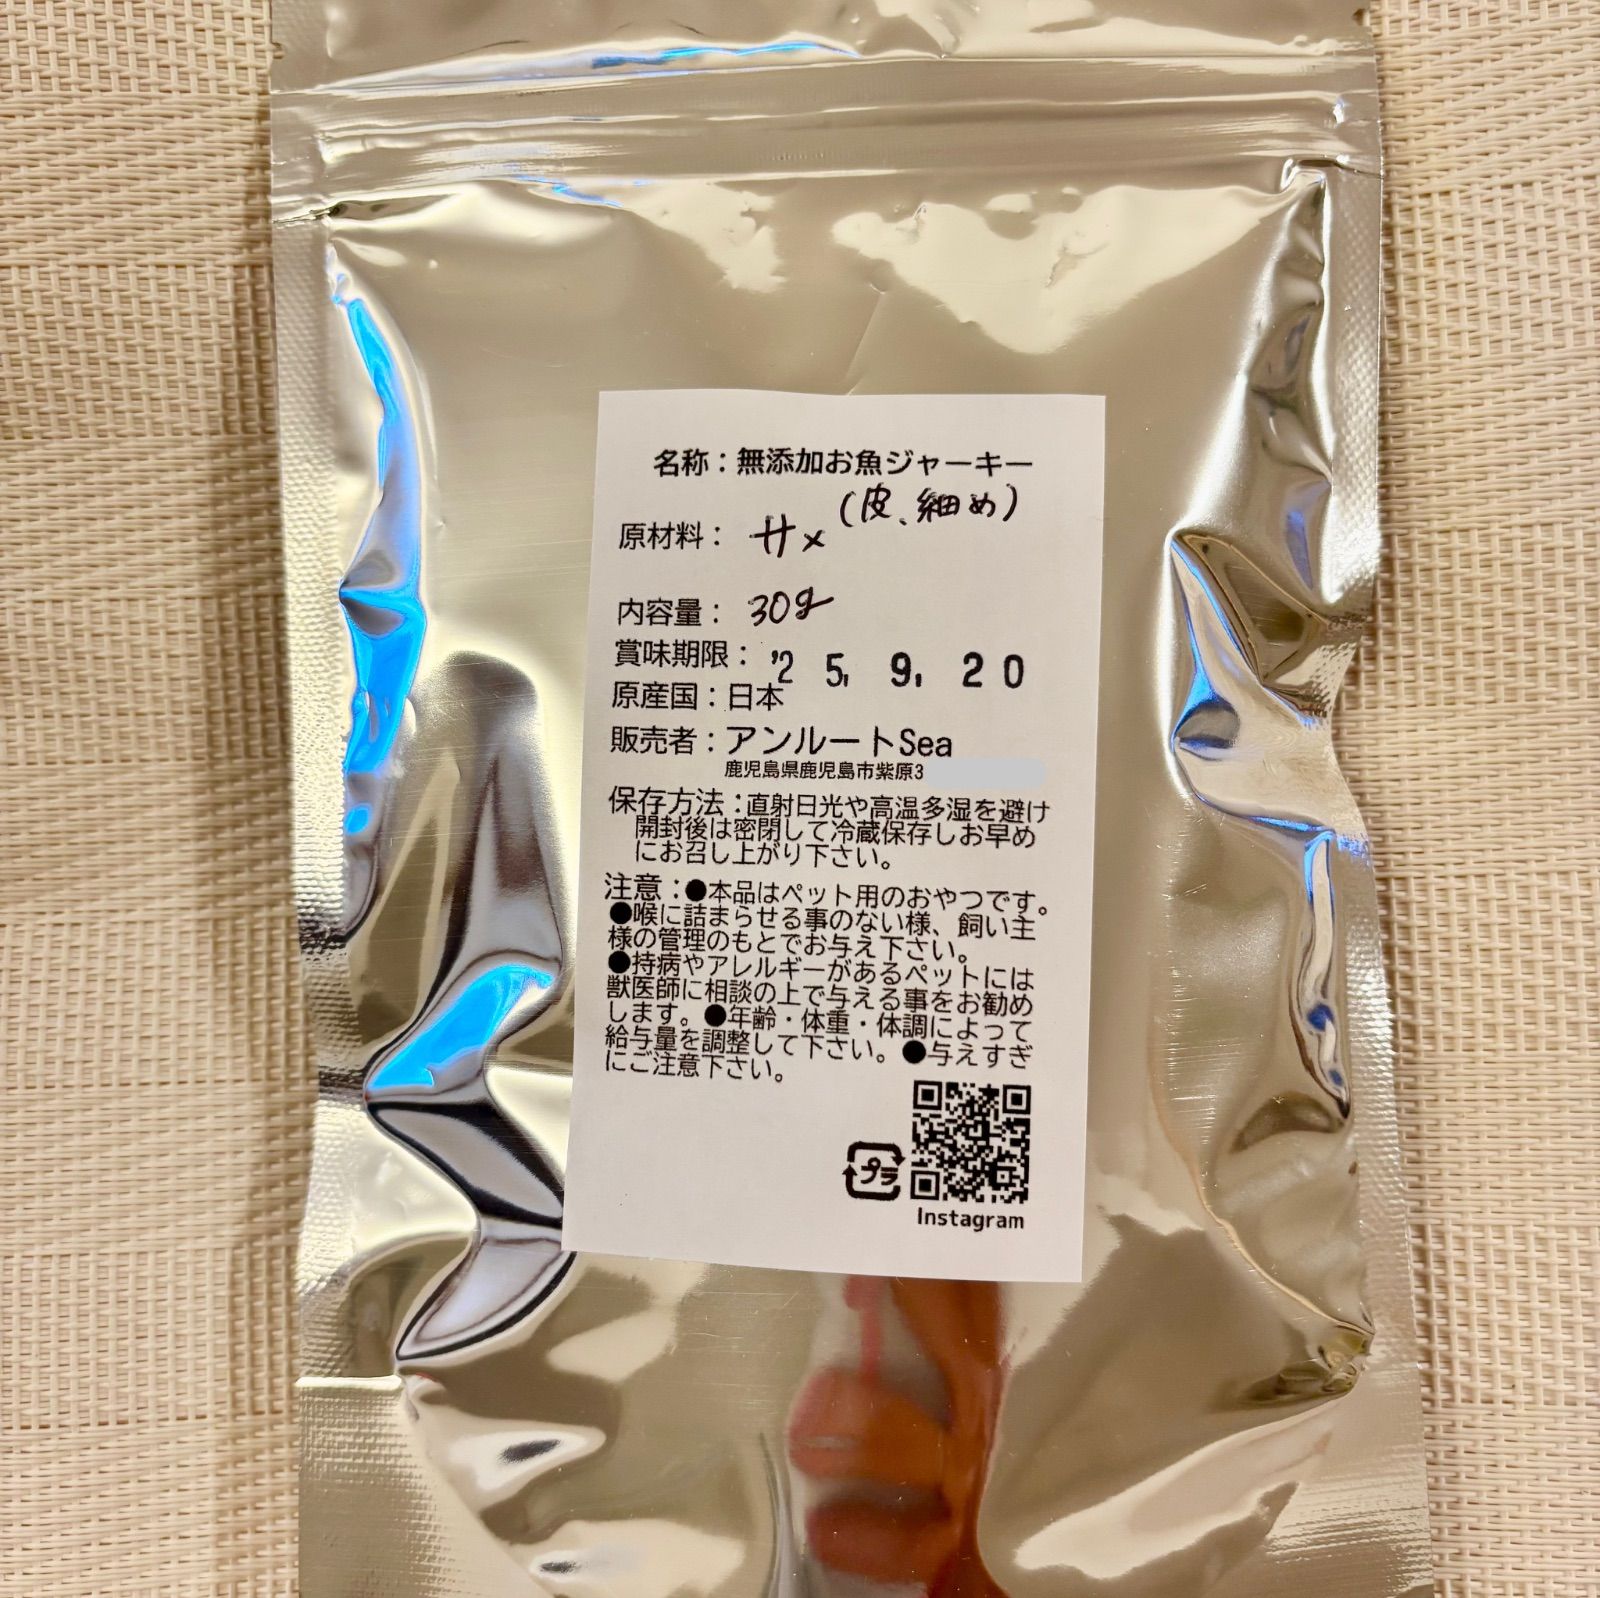 名称：無添加お魚ジャーキー
(皮、細め)
原材料： サメ
内容量： 30g
賞味期限： '25. 9. 20
原産国：日本
販売者：アンルートSea
鹿児島県鹿児島市紫原3
保存方法：直射日光や高温多湿を避け
開封後は密閉して冷蔵保存しお早め
にお召し上がり下さい。
注意：●本品はペット用のおやつです。
●喉に詰まらせる事のない様、飼い主
様の管理のもとでお与え下さい。
●持病やアレルギーがあるペットには
獣医師に相談の上で与える事をお勧め
します。●年齢・体重・体調によって
給与量を調整して下さい。●与えすぎ
にご注意下さい。
プラ
Instagram